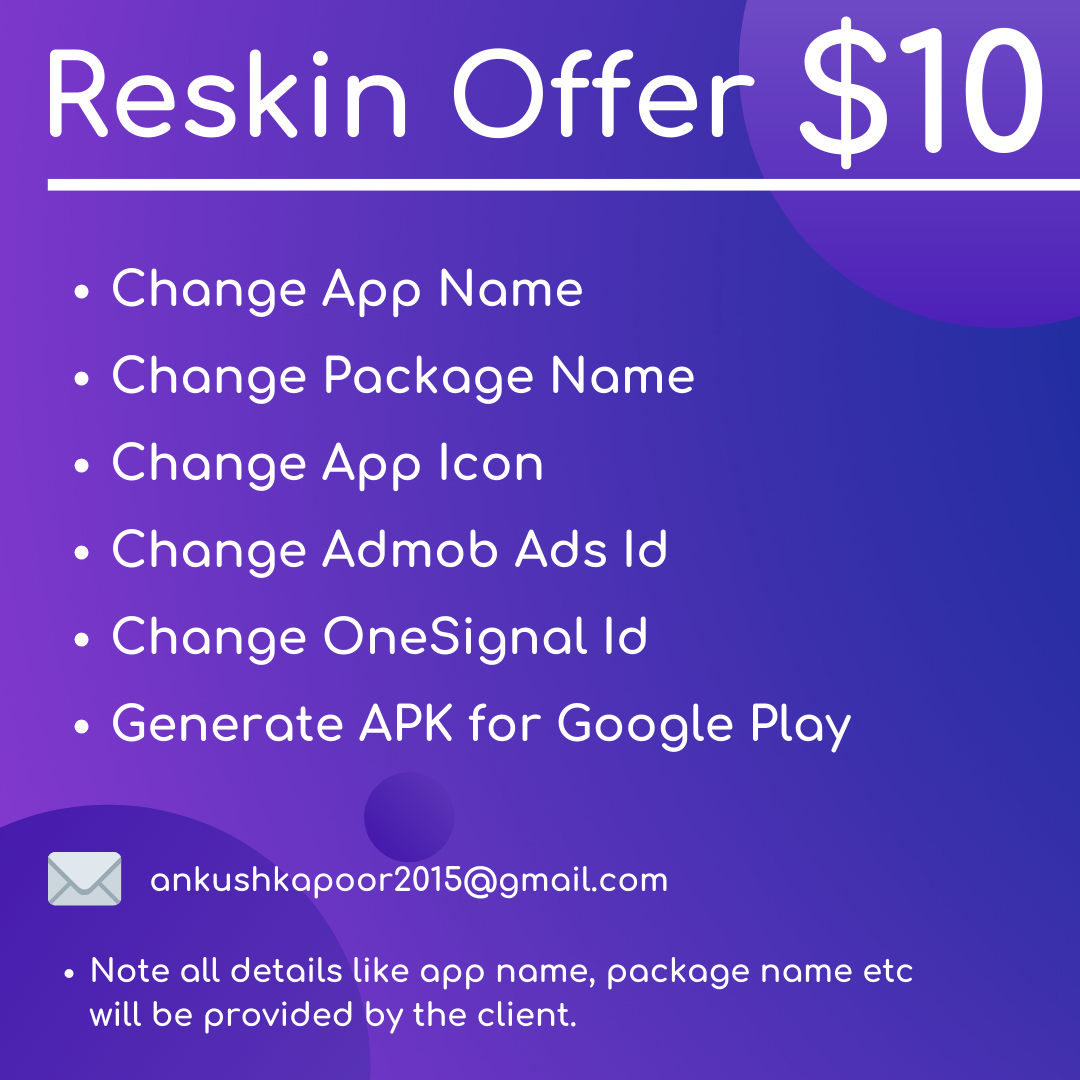 Reskin Offer $10
• Change App Name
• Change Package Name
• Change App Icon
• Change Admob Ads Id
• Change OneSignal Id
• Generate APK for Google Play
ankushkapoor2015@gmail.com
• Note all details like app name, package name etc
will be provided by the client.